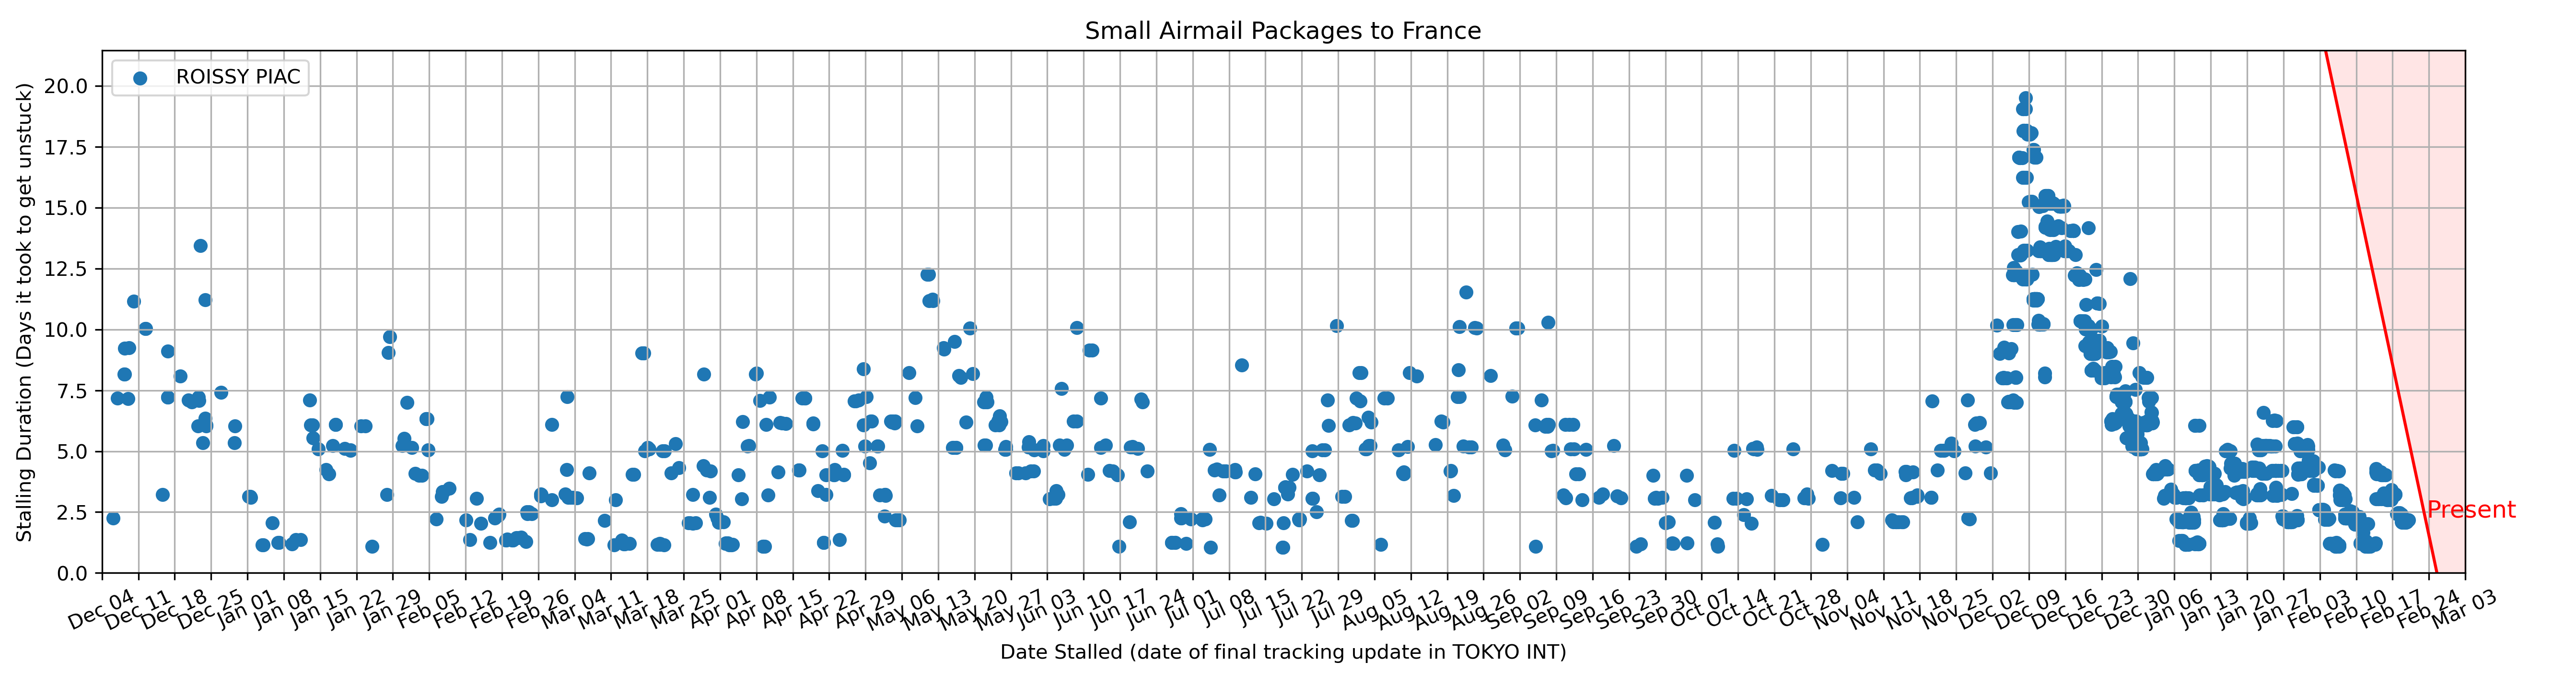 Small Airmail Packages to France
ROISSY PIAC
Stalling Duration (Days it took to get unstuck)
20.0
17.5
15.0
12.5
10.0
7.5
5.0
2.5
0.0
Present
Dec 04 Dec 11 Dec 18 Dec 25 Jan 01 Jan 08 Jan 15 Jan 22 Jan 29 Feb 05 Feb 12 Feb 19 Feb 26 Mar 04 Mar 11 Mar 18 Mar 25 Apr 01 Apr 08 Apr 15 Apr 22 Apr 29 May 06 May 13 May 20 May 27 Jun 03 Jun 10 Jun 17 Jun 24 Jul 01 Jul 08 Jul 15 Jul 22 Jul 29 Aug 05 Aug 12 Aug 19 Aug 26 Sep 02 Sep 09 Sep 16 Sep 23 Sep 30 Oct 07 Oct 14 Oct 21 Oct 28 Nov 04 Nov 11 Nov 18 Nov 25 Dec 02 Dec 09 Dec 16 Dec 23 Dec 30 Jan 06 Jan 13 Jan 20 Jan 27 Feb 03 Feb 10 Feb 17 Feb 24 Mar 03
Date Stalled (date of final tracking update in TOKYO INT)